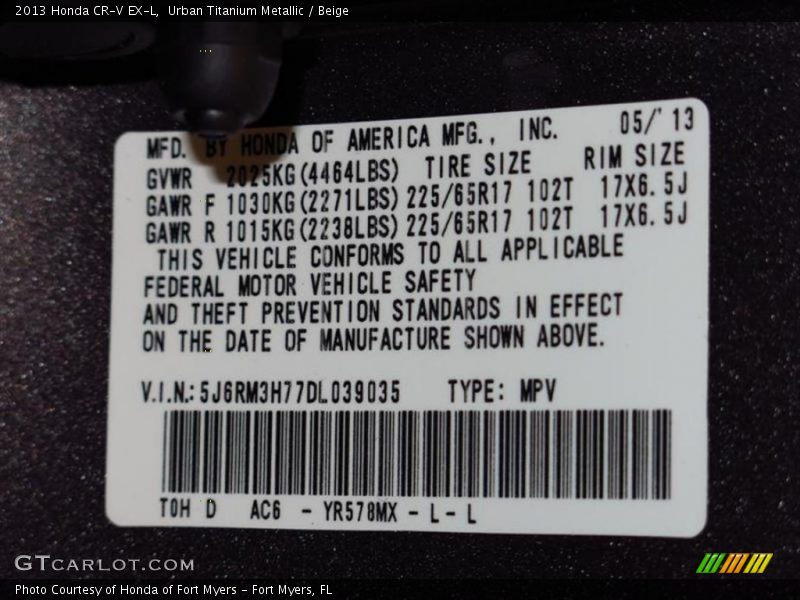 2013 Honda CR-V EX-L, Urban Titanium Metallic / Beige
MFD. BY HONDA OF AMERICA MFG., INC. 05/'13
GVWR 2025KG(4464LBS) TIRE SIZE RIM SIZE
GAWR F 1030KG(2271LBS) 225/65R17 102T 17X6.5J
GAWR R 1015KG(2238LBS) 225/65R17 102T 17X6.5J
THIS VEHICLE CONFORMS TO ALL APPLICABLE
FEDERAL MOTOR VEHICLE SAFETY
AND THEFT PREVENTION STANDARDS IN EFFECT
ON THE DATE OF MANUFACTURE SHOWN ABOVE.
V.I.N.: 5J6RM3H77DL039035 TYPE: MPV
TOH D AC6 - YR578MX - L - L
GTCARLOT.COM
Photo Courtesy of Honda of Fort Myers - Fort Myers, FL